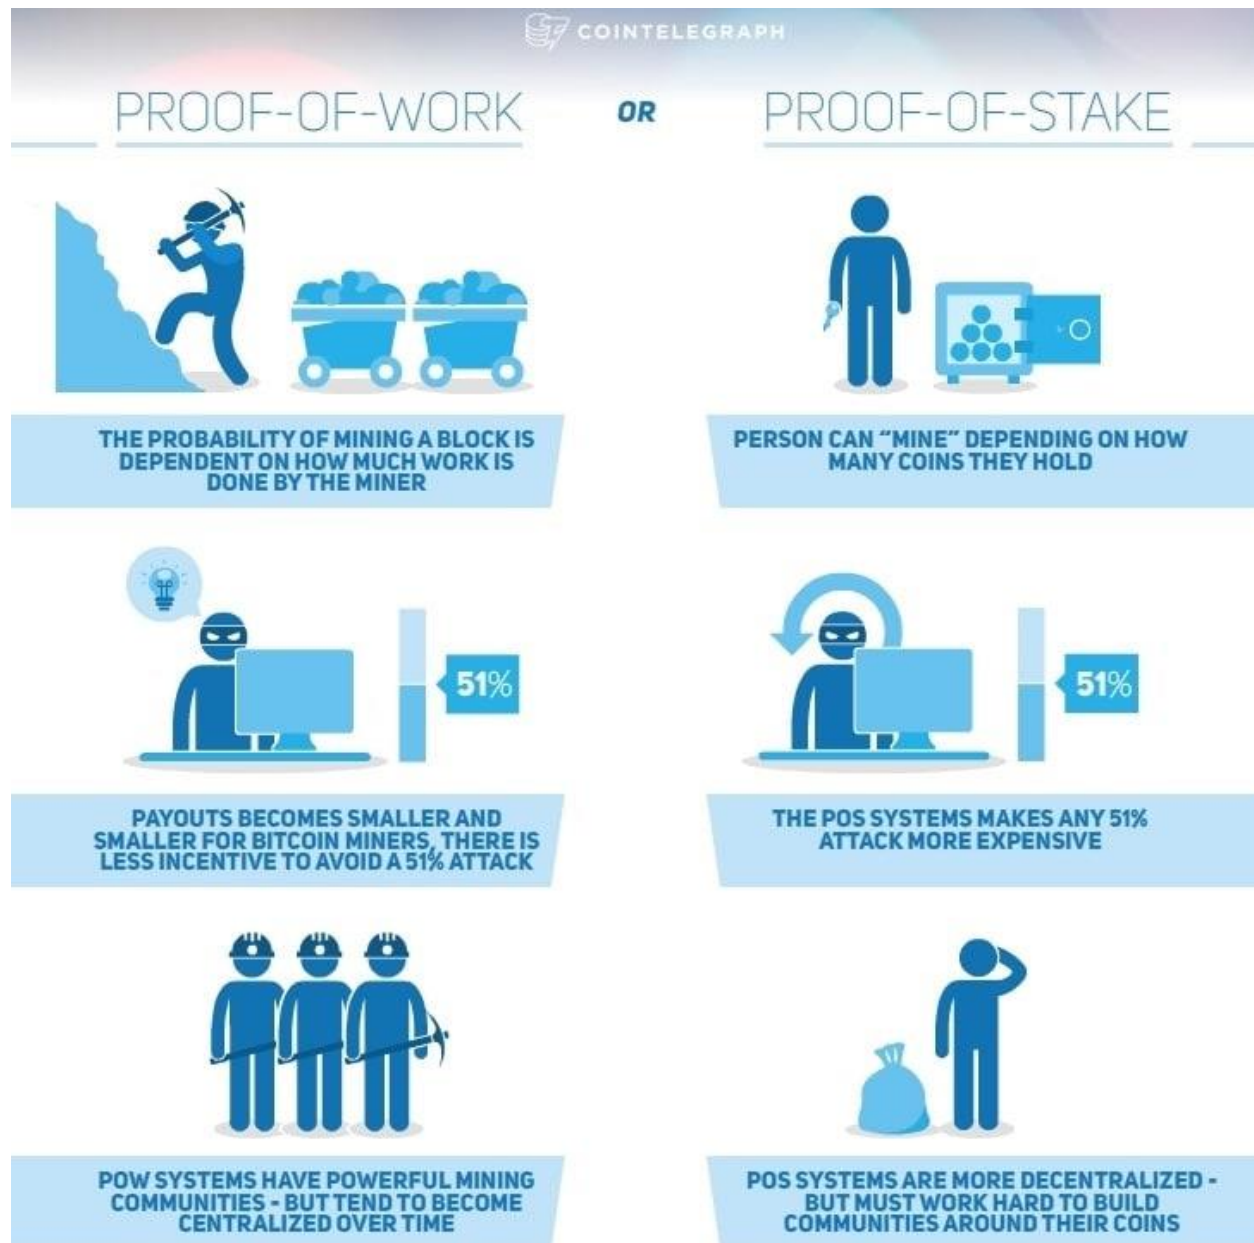 COINTELEGRAPH
PROOF-OF-WORK
OR
PROOF-OF-STAKE
THE PROBABILITY OF MINING A BLOCK IS
DEPENDENT ON HOW MUCH WORK IS
DONE BY THE MINER
PERSON CAN “MINE” DEPENDING ON HOW
MANY COINS THEY HOLD
51%
51%
PAYOUTS BECOMES SMALLER AND
SMALLER FOR BITCOIN MINERS, THERE IS
LESS INCENTIVE TO AVOID A 51% ATTACK
THE POS SYSTEMS MAKES ANY 51%
ATTACK MORE EXPENSIVE
POW SYSTEMS HAVE POWERFUL MINING
COMMUNITIES - BUT TEND TO BECOME
CENTRALIZED OVER TIME
POS SYSTEMS ARE MORE DECENTRALIZED -
BUT MUST WORK HARD TO BUILD
COMMUNITIES AROUND THEIR COINS